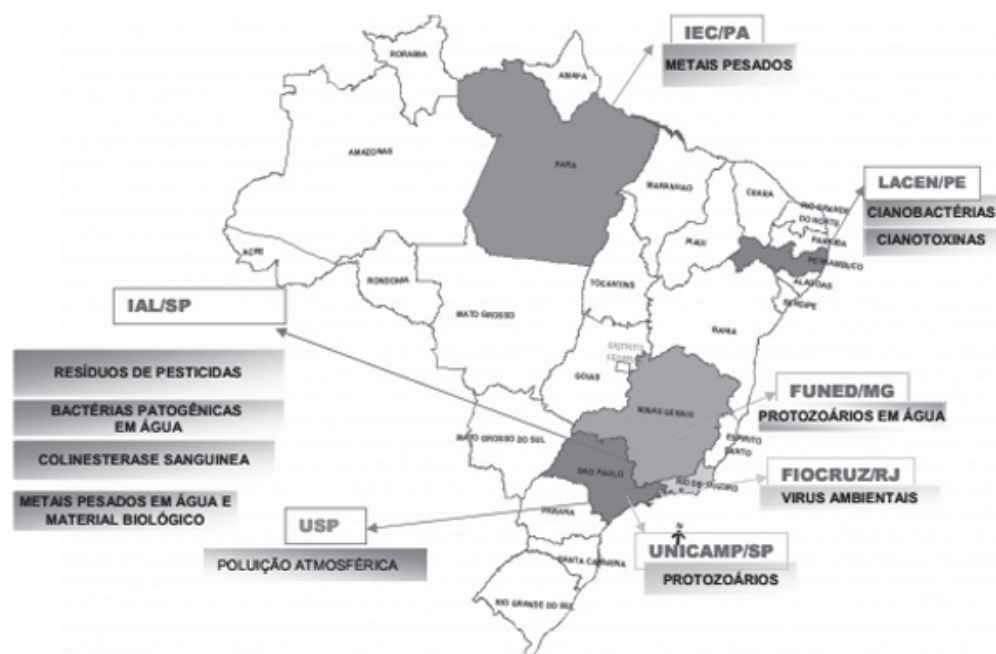 IEC/PA
METAIS PESADOS
RORAIMA
AMAPA
AMAZONAS
PARA
MARANHAO
CEARA
RIO GRANDE
DO NORTE
PARAIBA
PIAUI
PERNAMBUCO
ALAGOAS
SERGIPE
ACRE
RONDONIA
TOCANTINS
MATO GROSSO
BAHIA
DISTRITO
FEDERAL
GOIAS
MINAS GERAIS
MATO GROSSO DO SUL
ESPIRITO
SANTO
SAO PAULO
RIO DE JANEIRO
PARANA
SANTA CATARINA
RIO GRANDE DO SUL
N
LACEN/PE
CIANOBACTÉRIAS
CIANOTOXINAS
IAL/SP
RESÍDUOS DE PESTICIDAS
BACTÉRIAS PATOGÊNICAS
EM ÁGUA
COLINESTERASE SANGUINEA
METAIS PESADOS EM ÁGUA E
MATERIAL BIOLÓGICO
FUNED/MG
PROTOZOÁRIOS EM ÁGUA
FIOCRUZ/RJ
VIRUS AMBIENTAIS
USP
POLUIÇÃO ATMOSFÉRICA
UNICAMP/SP
PROTOZOÁRIOS